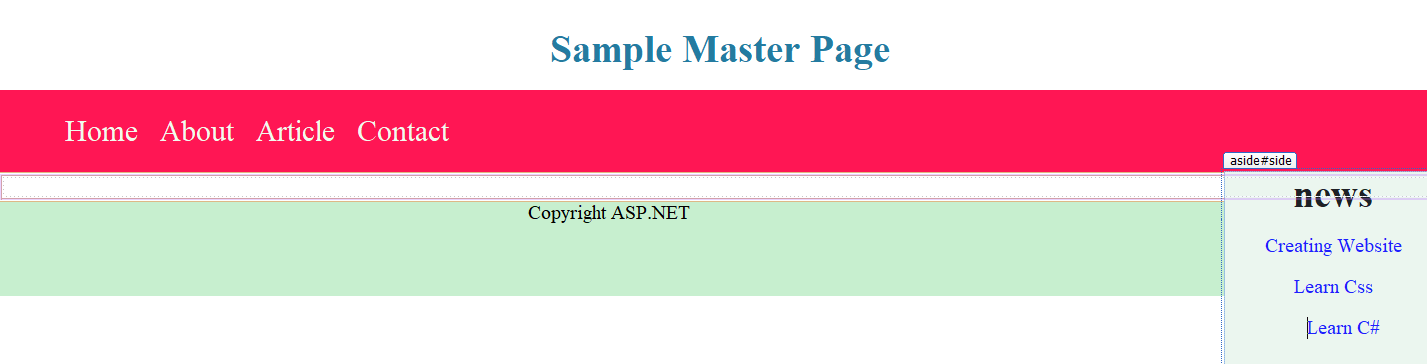 Sample Master Page
Home About Article Contact
aside#side
news
Copyright ASP.NET
Creating Website
Learn Css
Learn C#